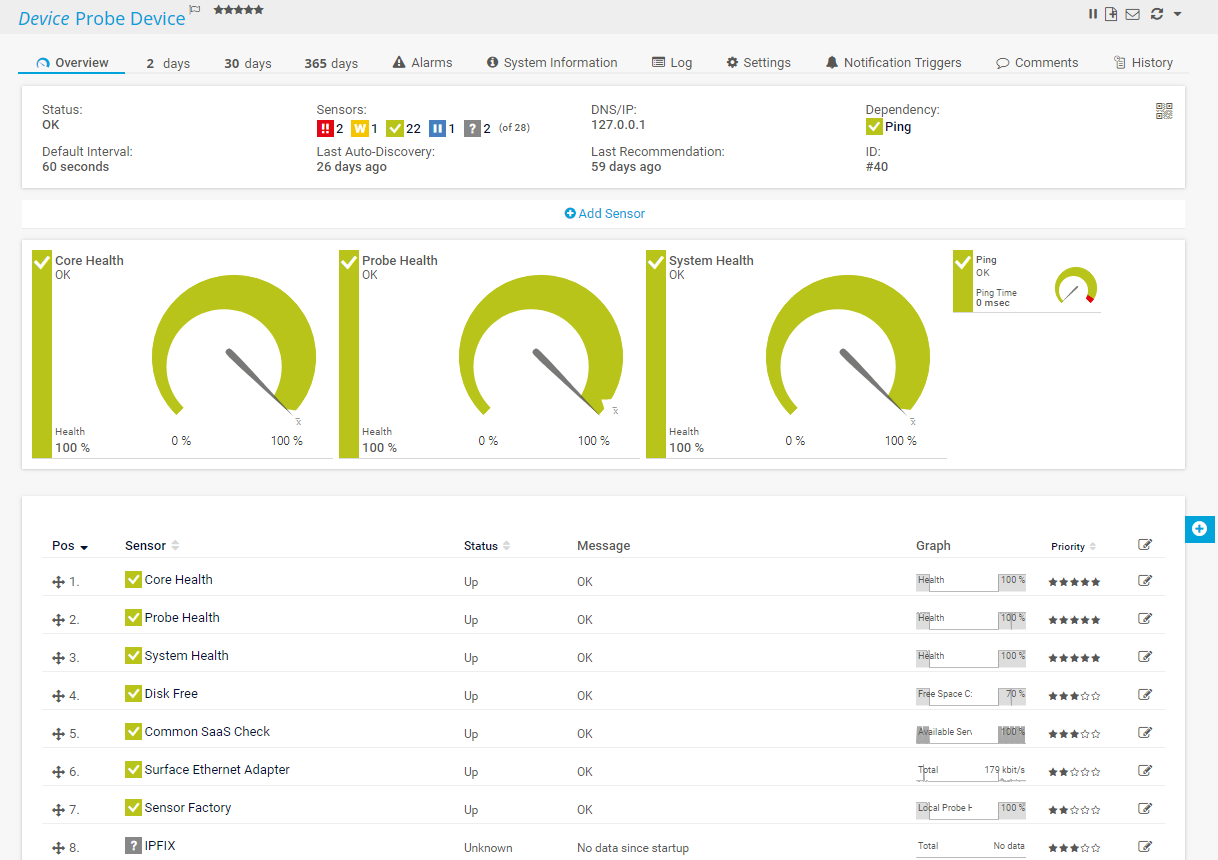 Device Probe Device
Overview 2 days 30 days 365 days Alarms System Information Log Settings Notification Triggers Comments History
Status: Sensors: DNS/IP: Dependency:
OK !! 2 W 1 22 1 ? 2 (of 28) 127.0.0.1 Ping
Default Interval: Last Auto-Discovery: Last Recommendation: ID:
60 seconds 26 days ago 59 days ago #40
Add Sensor
Core Health
OK
Health
100 %
0 % 100 %
x̄
Probe Health
OK
Health
100 %
0 % 100 %
x̄
System Health
OK
Health
100 %
0 % 100 %
x̄
Ping
OK
Ping Time
0 msec
Pos Sensor Status Message Graph Priority
1. Core Health Up OK Health 100 %
2. Probe Health Up OK Health 100 %
3. System Health Up OK Health 100 %
4. Disk Free Up OK Free Space C: 70 %
5. Common SaaS Check Up OK Available Serv 100 %
6. Surface Ethernet Adapter Up OK Total 179 kbit/s
7. Sensor Factory Up OK Local Probe H 100 %
8. ? IPFIX Unknown No data since startup Total No data